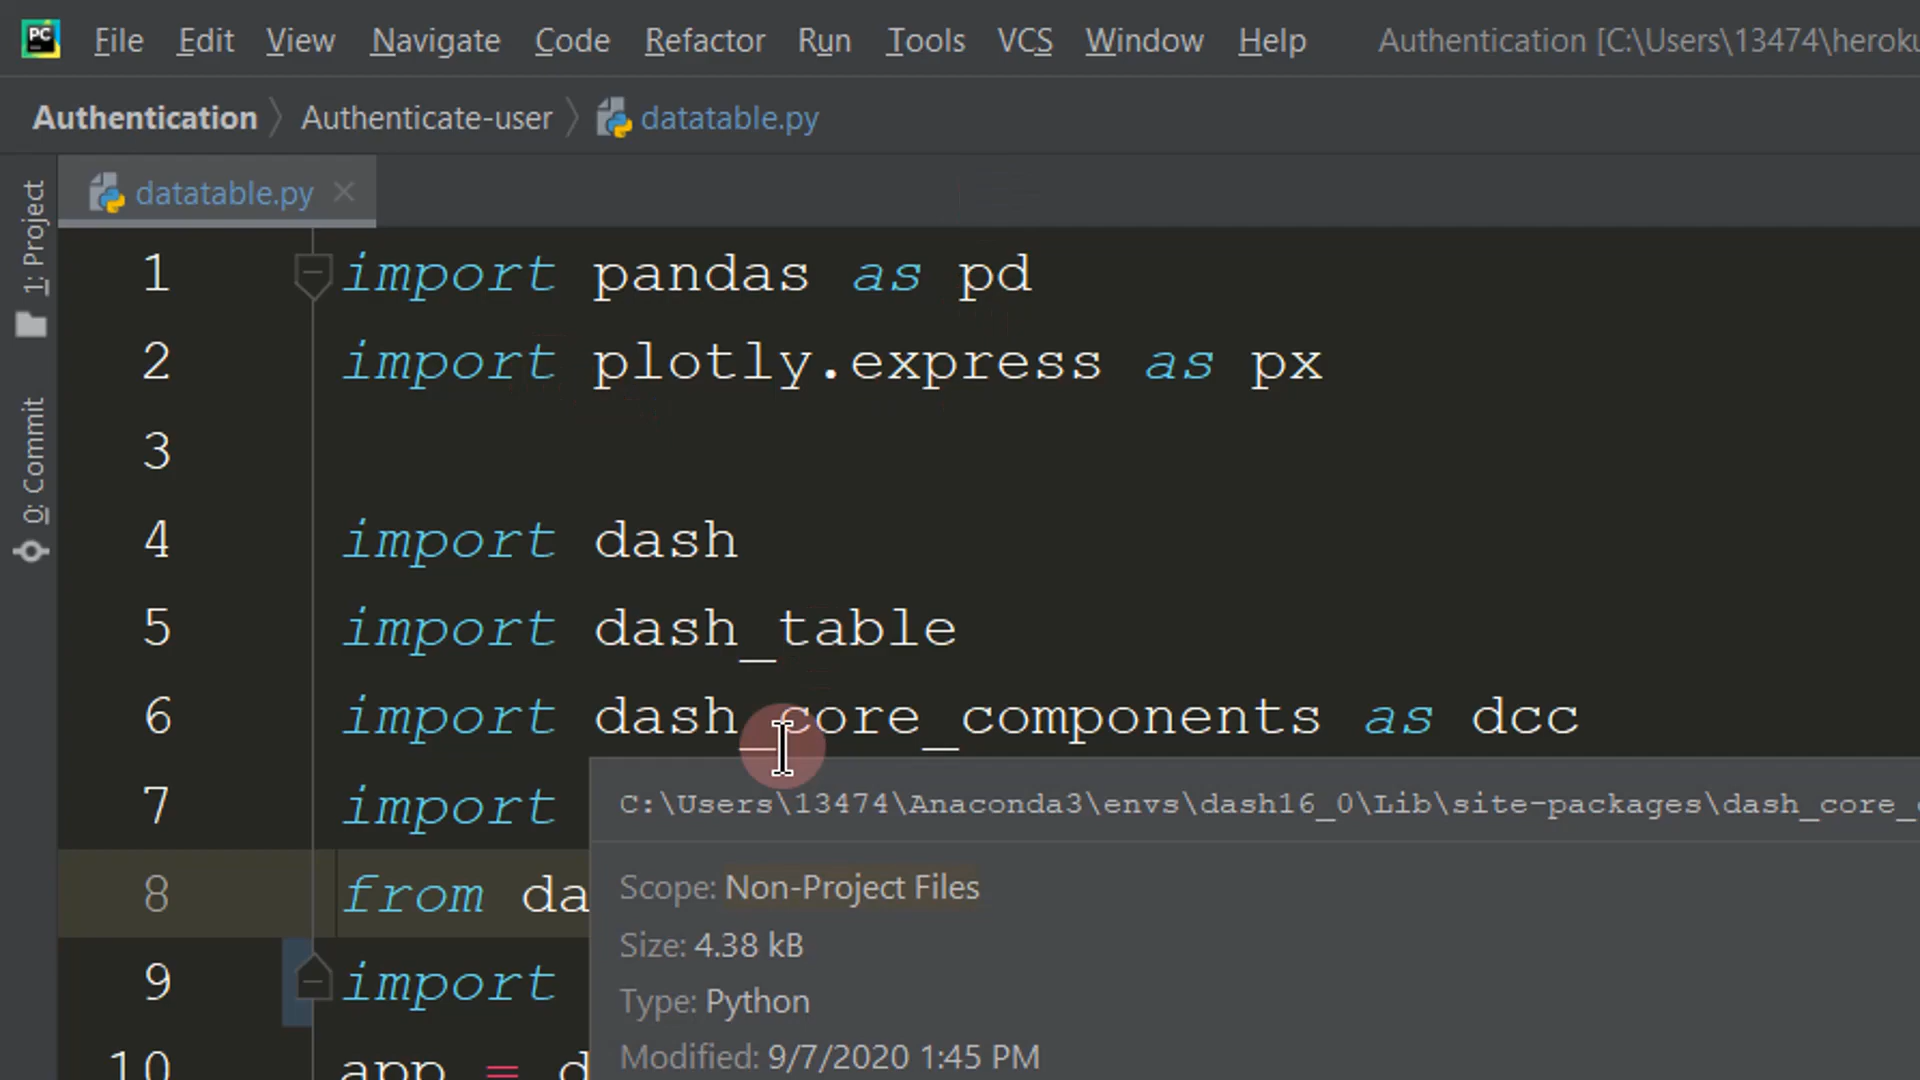 PC File Edit View Navigate Code Refactor Run Tools VCS Window Help Authentication [C:\Users\13474\heroku
Authentication Authenticate-user datatable.py
datatable.py
1: Project
0: Commit
1 import pandas as pd
2 import plotly.express as px
3
4 import dash
5 import dash_table
6 import dash_core_components as dcc
7 import
C:\Users\13474\Anaconda3\envs\dash16_0\Lib\site-packages\dash_core_
8 from da
Scope: Non-Project Files
Size: 4.38 kB
9 import
Type: Python
Modified: 9/7/2020 1:45 PM
10 app = d